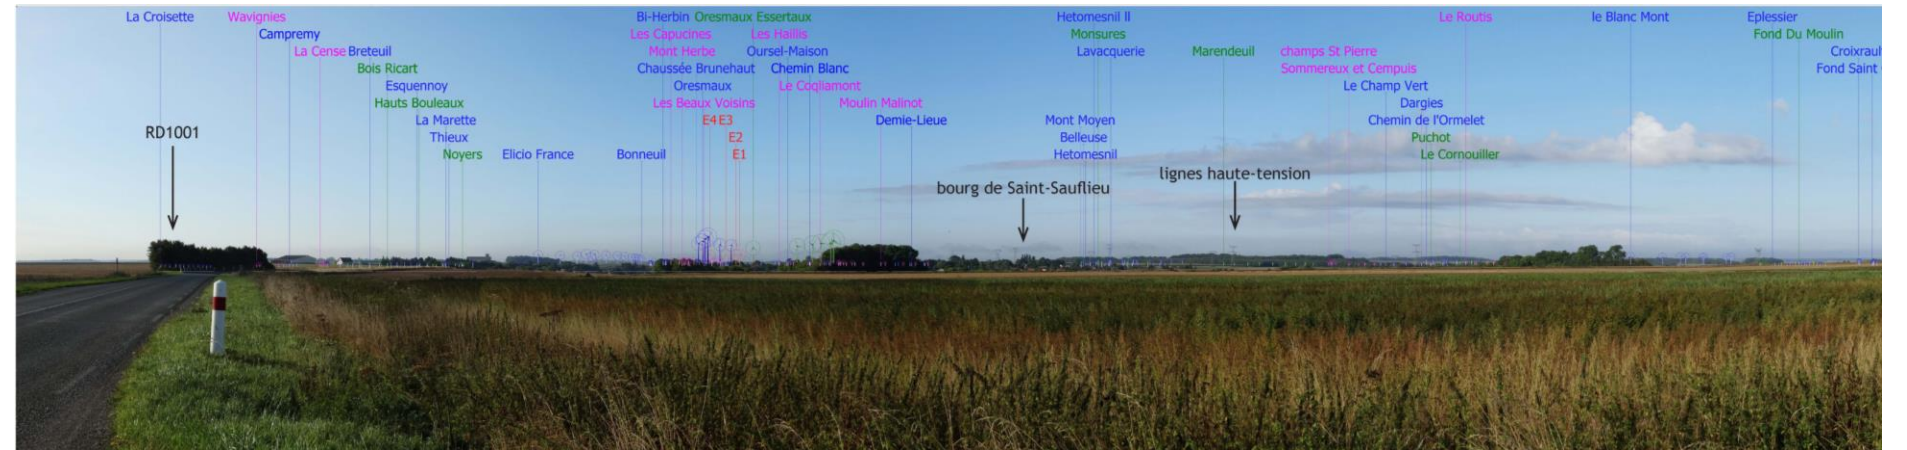 La Croisette Wavignies Bi-Herbin Oresmaux Essertaux Hetomesnil II Le Routis le Blanc Mont Eplessier
Campremy Les Capucines Les Haillis Monsures Fond Du Moulin
La Cense Breteuil Mont Herbe Oursel-Maison Lavacquerie Marendeuil champs St Pierre Croixraul
Bois Ricart Chaussée Brunehaut Chemin Blanc Sommereux et Cempuis Fond Saint
Esquennoy Oresmaux Le Coqliamont Le Champ Vert
Hauts Bouleaux Les Beaux Voisins Moulin Malinot Dargies
La Marette E4 E3 Demie-Lieue Mont Moyen Chemin de l'Ormelet
RD1001
Thieux E2 Belleuse Puchot
Noyers Elicio France Bonneuil E1 Hetomesnil Le Cornouiller
lignes haute-tension
bourg de Saint-Sauflieu